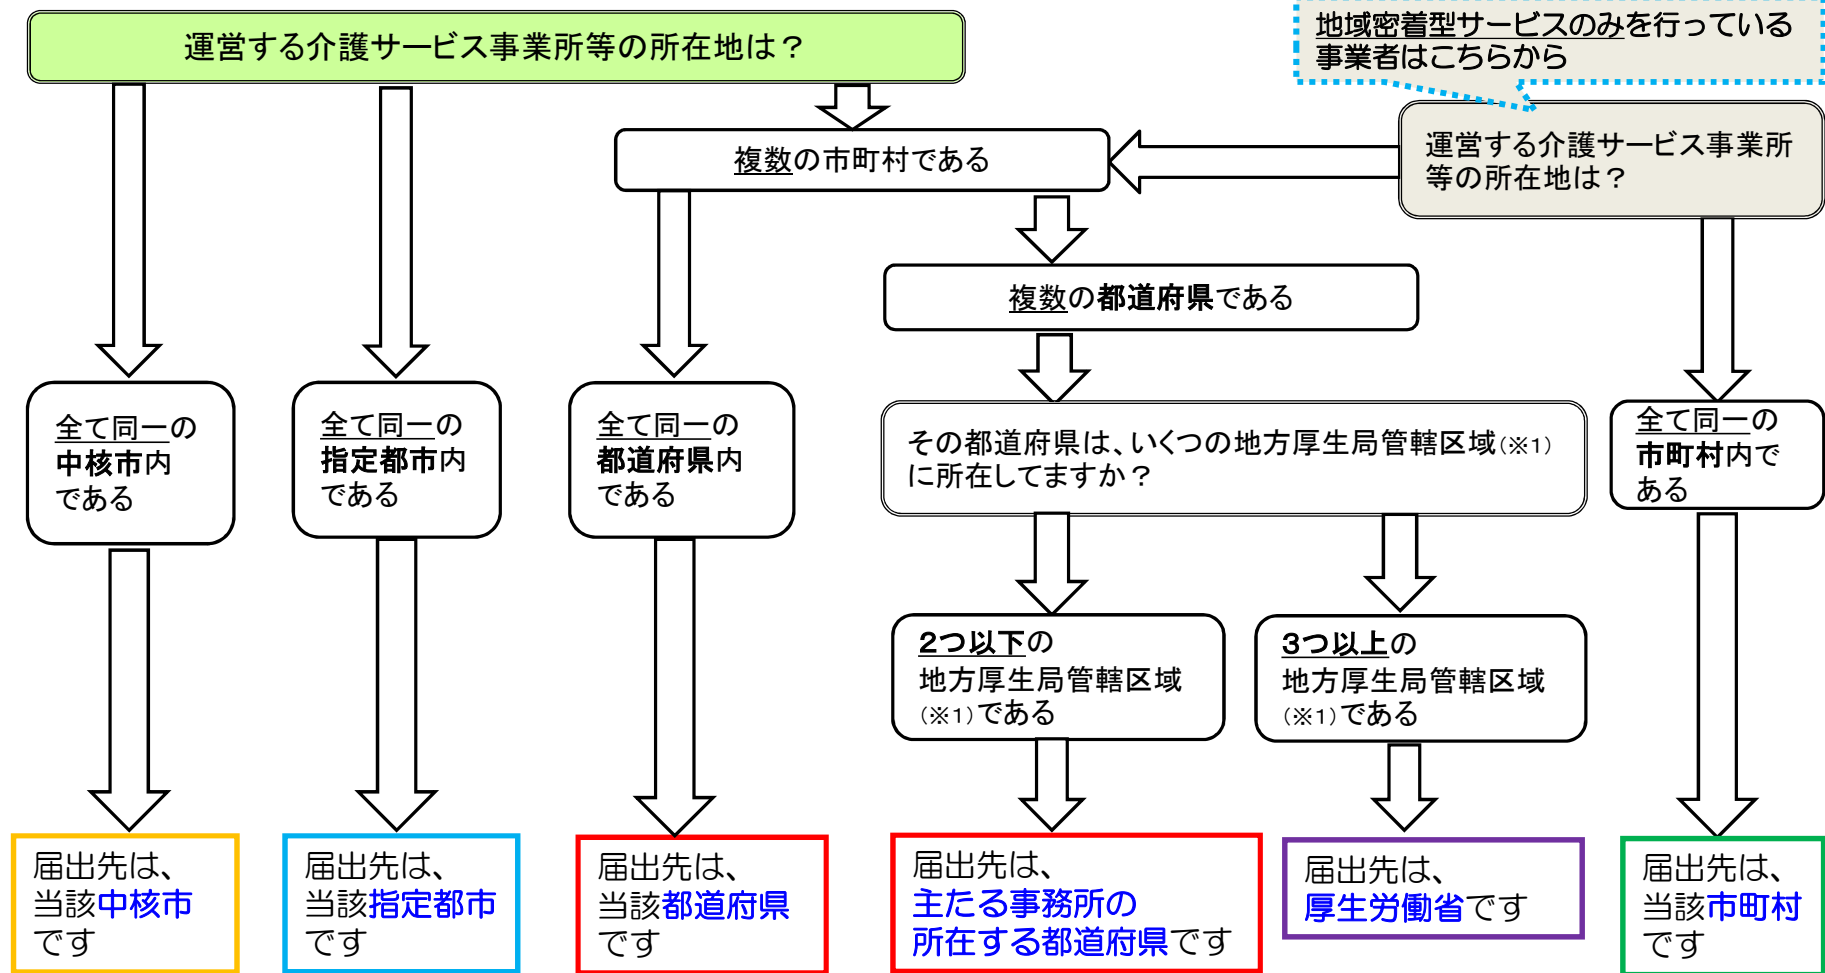 運営する介護サービス事業所等の所在地は？
地域密着型サービスのみを行っている
事業者はこちらから
複数の市町村である
運営する介護サービス事業所
等の所在地は？
複数の都道府県である
全て同一の
中核市内
である
全て同一の
指定都市内
である
全て同一の
都道府県内
である
その都道府県は、いくつの地方厚生局管轄区域(※1)
に所在してますか？
全て同一の
市町村内で
ある
2つ以下の
地方厚生局管轄区域
(※1)である
3つ以上の
地方厚生局管轄区域
(※1)である
届出先は、
当該中核市
です
届出先は、
当該指定都市
です
届出先は、
当該都道府県
です
届出先は、
主たる事務所の
所在する都道府県です
届出先は、
厚生労働省です
届出先は、
当該市町村
です